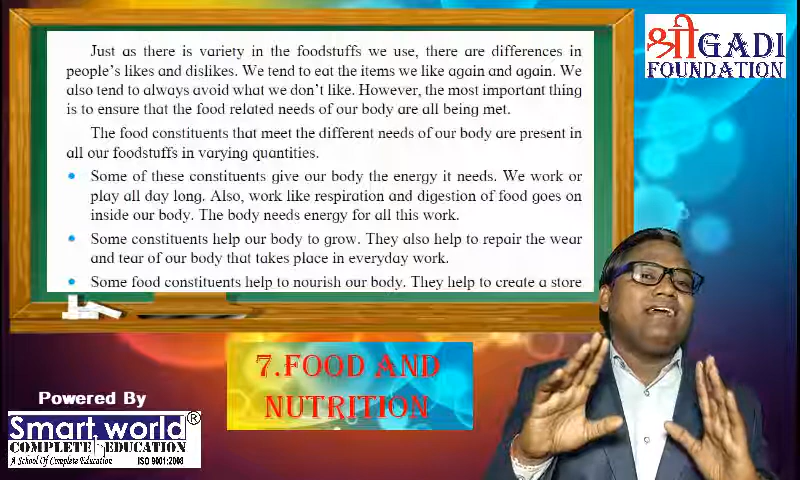 Just as there is variety in the foodstuffs we use, there are differences in
people's likes and dislikes. We tend to eat the items we like again and again. We
also tend to always avoid what we don't like. However, the most important thing
is to ensure that the food related needs of our body are all being met.
The food constituents that meet the different needs of our body are present in
all our foodstuffs in varying quantities.
• Some of these constituents give our body the energy it needs. We work or
play all day long. Also, work like respiration and digestion of food goes on
inside our body. The body needs energy for all this work.
• Some constituents help our body to grow. They also help to repair the wear
and tear of our body that takes place in everyday work.
• Some food constituents help to nourish our body. They help to create a store
श्रीGADI
FOUNDATION
7.FOOD AND
NUTRITION
Powered By
Smart world®
COMPLETE EDUCATION
A School Of Complete Education ISO 9001:2008